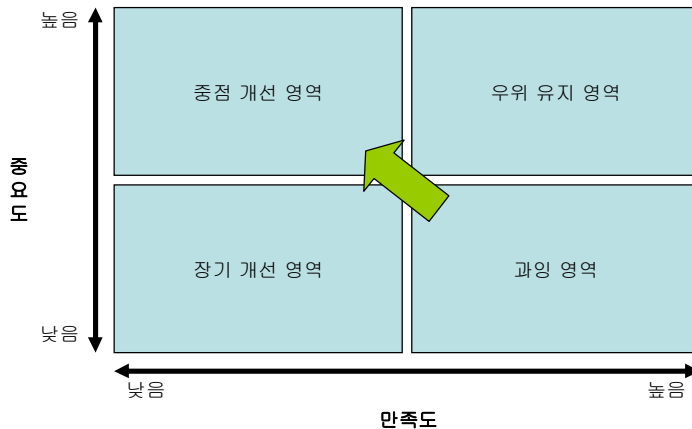 높음
중점 개선 영역
우위 유지 영역
중요도
장기 개선 영역
과잉 영역
낮음
낮음
높음
만족도